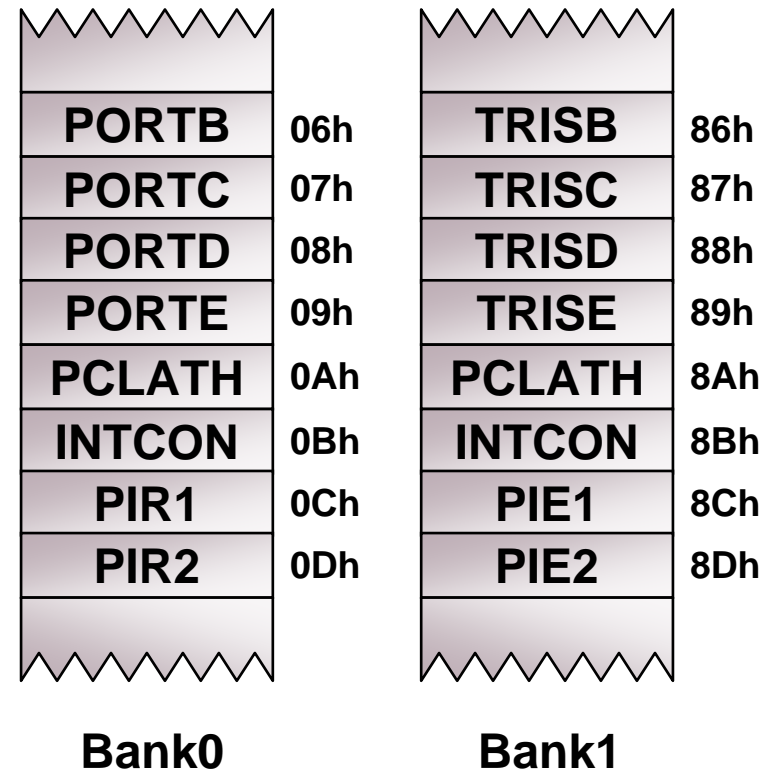 PORTB 06h TRISB 86h
PORTC 07h TRISC 87h
PORTD 08h TRISD 88h
PORTE 09h TRISE 89h
PCLATH 0Ah PCLATH 8Ah
INTCON 0Bh INTCON 8Bh
PIR1 0Ch PIE1 8Ch
PIR2 0Dh PIE2 8Dh
Bank0 Bank1